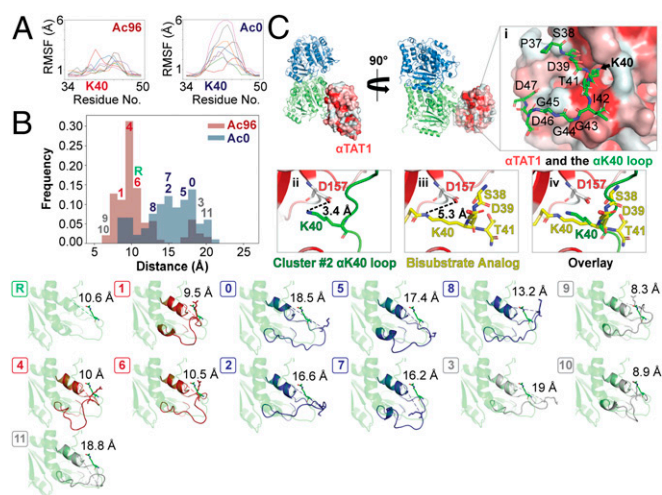 A
Ac96
Ac0
RMSF (Å)
6
1
34
K40
50
Residue No.
RMSF (Å)
6
1
34
K40
50
Residue No.
B
Ac96
Ac0
Frequency
0.30
0.25
0.20
0.15
0.10
0.05
0.00
4
R
6
1
7
2
5
0
8
3
11
9
10
5
10
15
20
25
30
Distance (Å)
C
90°
αTAT1
i
P37
S38
D39
K40
T41
I42
D47
G45
D46
G44
G43
αTAT1 and the αK40 loop
ii
D157
3.4 Å
K40
Cluster #2 αK40 loop
iii
D157
S38
D39
5.3 Å
K40
T41
Bisubstrate Analog
iv
D157
S38
D39
K40
K40
T41
Overlay
R
10.6 Å
1
9.5 Å
0
18.5 Å
5
17.4 Å
8
13.2 Å
9
8.3 Å
4
10 Å
6
10.5 Å
2
16.6 Å
7
16.2 Å
3
19 Å
10
8.9 Å
11
18.8 Å